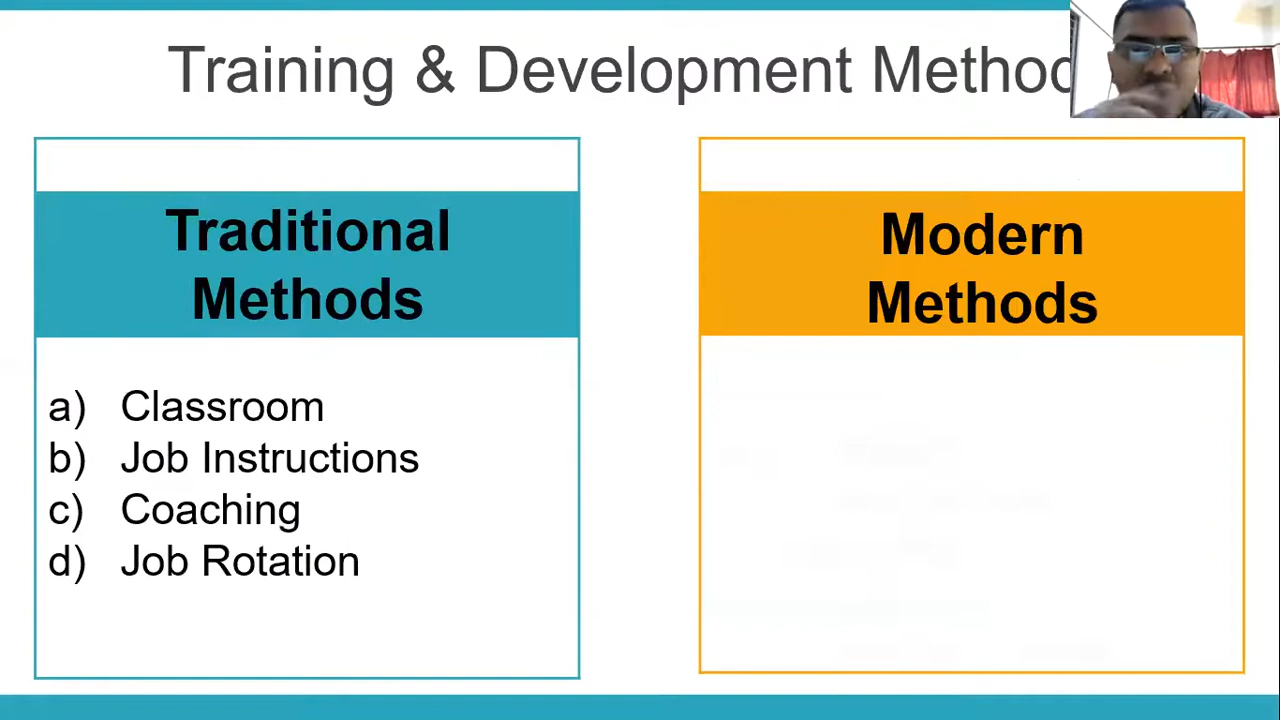 Training & Development Method
Traditional
Methods
a) Classroom
b) Job Instructions
c) Coaching
d) Job Rotation
Modern
Methods